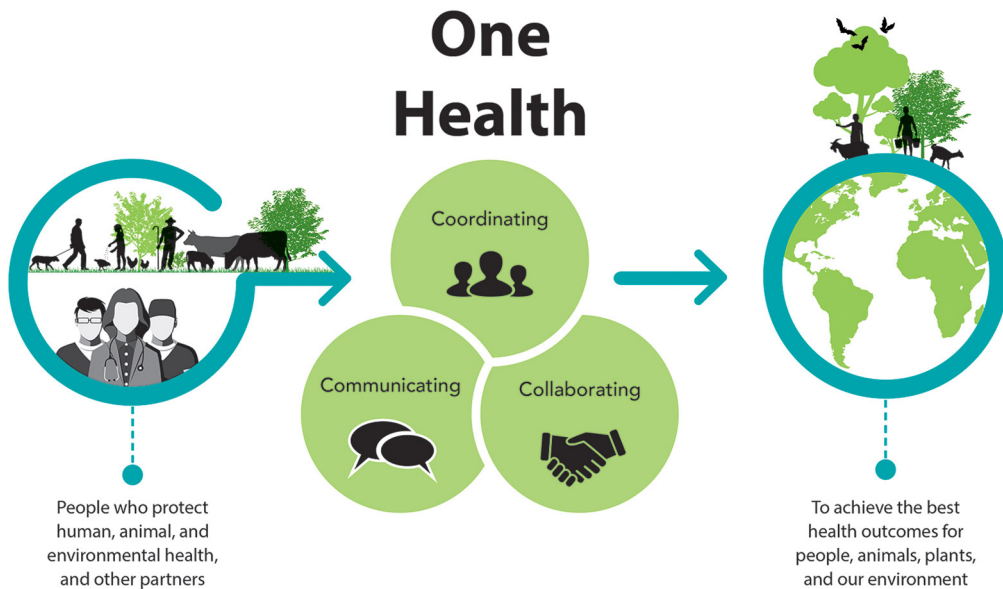 One
Health
Coordinating
Communicating
Collaborating
People who protect
human, animal, and
environmental health,
and other partners
To achieve the best
health outcomes for
people, animals, plants,
and our environment